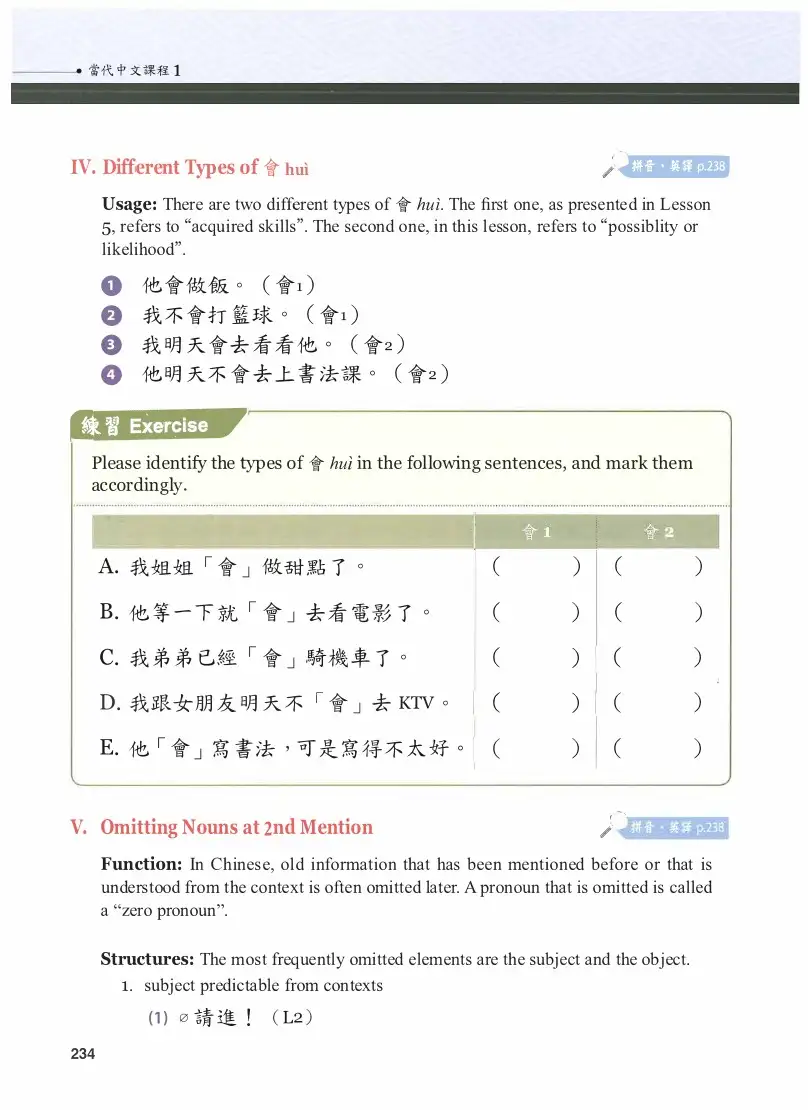 當代中文課程 1
IV. Different Types of 會 huì
拼音、英譯 p.238
Usage: There are two different types of 會 huì. The first one, as presented in Lesson
5, refers to “acquired skills”. The second one, in this lesson, refers to “possiblity or
likelihood”.
1 他會做飯。（會1）
2 我不會打籃球。（會1）
3 我明天會去看看他。（會2）
4 他明天不會去上書法課。（會2）
練習 Exercise
Please identify the types of 會 huì in the following sentences, and mark them
accordingly.
會 1 會 2
A. 我姐姐「會」做甜點了。 （ ） （ ）
B. 他等一下就「會」去看電影了。 （ ） （ ）
C. 我弟弟已經「會」騎機車了。 （ ） （ ）
D. 我跟女朋友明天不「會」去 KTV。 （ ） （ ）
E. 他「會」寫書法，可是寫得不太好。 （ ） （ ）
V. Omitting Nouns at 2nd Mention
拼音、英譯 p.238
Function: In Chinese, old information that has been mentioned before or that is
understood from the context is often omitted later. A pronoun that is omitted is called
a “zero pronoun”.
Structures: The most frequently omitted elements are the subject and the object.
1. subject predictable from contexts
(1) ∅請進！（L2）
234